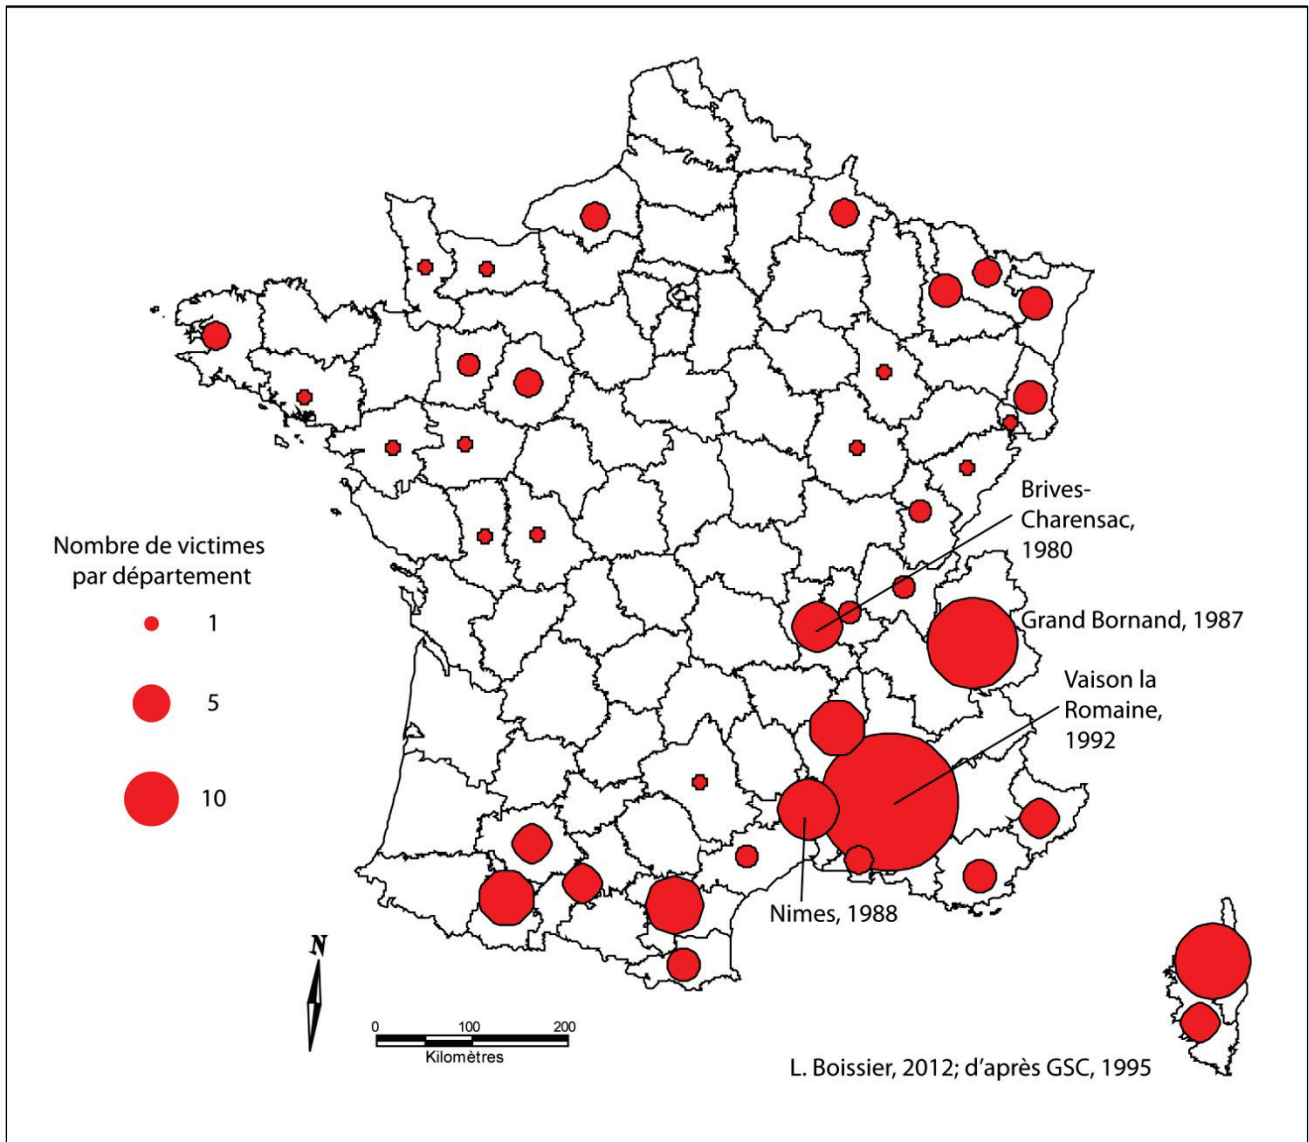 Brives-
Charensac,
1980
Nombre de victimes
par département
1
5
10
Grand Bornand, 1987
Vaison la
Romaine,
1992
Nimes, 1988
N
0 100 200
Kilomètres
L. Boissier, 2012; d'après GSC, 1995